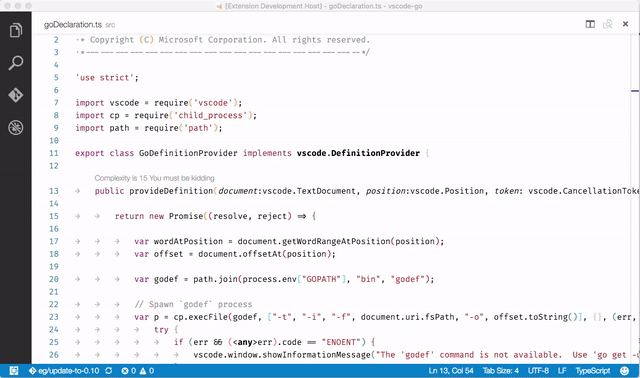 [Extension Development Host] - goDeclaration.ts - vscode-go
goDeclaration.ts src
2 * Copyright (C) Microsoft Corporation. All rights reserved.
3 *--------------------------------------------------------*/
4
5 'use strict';
6
7 import vscode = require('vscode');
8 import cp = require('child_process');
9 import path = require('path');
10
11 export class GoDefinitionProvider implements vscode.DefinitionProvider {
12
Complexity is 15 You must be kidding
13 public provideDefinition(document:vscode.TextDocument, position:vscode.Position, token: vscode.CancellationToke
14
15 return new Promise((resolve, reject) => {
16
17 var wordAtPosition = document.getWordRangeAtPosition(position);
18 var offset = document.offsetAt(position);
19
20 var godef = path.join(process.env["GOPATH"], "bin", "godef");
21
22 // Spawn `godef` process
23 var p = cp.execFile(godef, ["-t", "-i", "-f", document.uri.fsPath, "-o", offset.toString()], {}, (err,
24 try {
25 if (err && (<any>err).code == "ENOENT") {
26 vscode.window.showInformationMessage("The 'godef' command is not available. Use 'go get -
eg/update-to-0.10 0 0 Ln 13, Col 54 Tab Size: 4 UTF-8 LF TypeScript